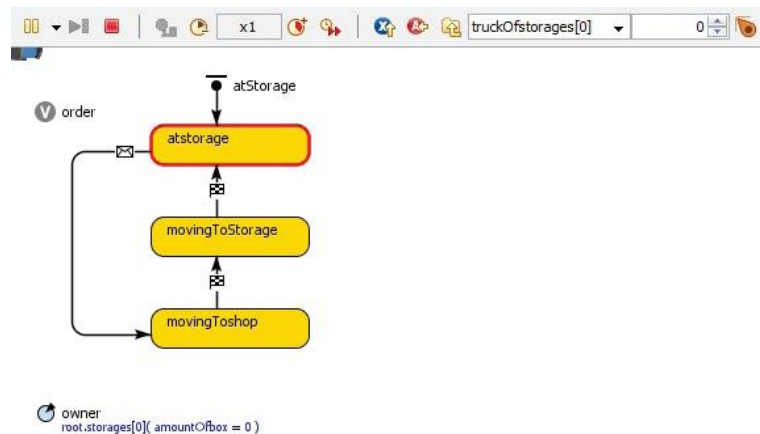 x1
truckOfstorages[0]
0
atStorage
V order
atstorage
movingToStorage
movingToshop
owner
root.storages[0]( amountOfbox = 0 )